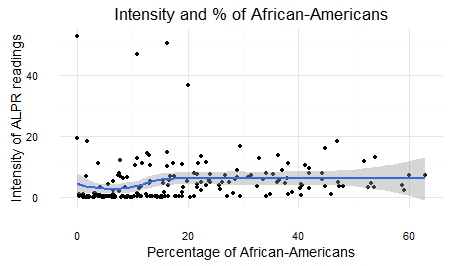 Intensity and % of African-Americans
Intensity of ALPR readings
40
20
0
0 20 40 60
Percentage of African-Americans